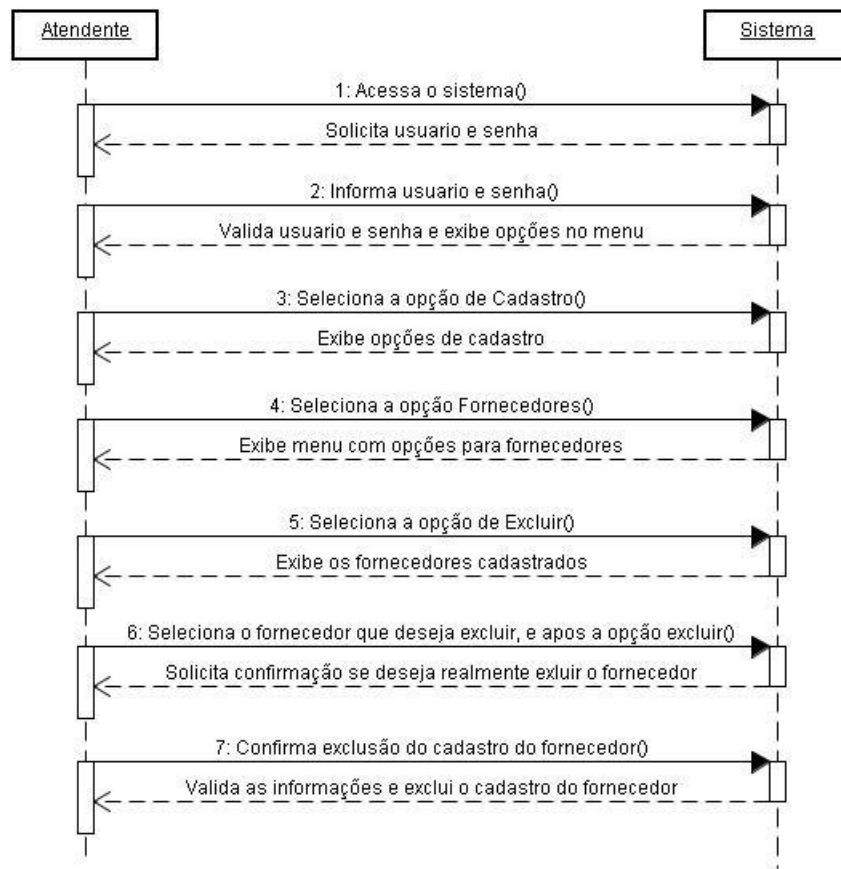 Atendente
Sistema
1: Acessa o sistema()
Solicita usuario e senha
2: Informa usuario e senha()
Valida usuario e senha e exibe opções no menu
3: Seleciona a opção de Cadastro()
Exibe opções de cadastro
4: Seleciona a opção Fornecedores()
Exibe menu com opções para fornecedores
5: Seleciona a opção de Excluir()
Exibe os fornecedores cadastrados
6: Seleciona o fornecedor que deseja excluir, e apos a opção excluir()
Solicita confirmação se deseja realmente exluir o fornecedor
7: Confirma exclusão do cadastro do fornecedor()
Valida as informações e exclui o cadastro do fornecedor